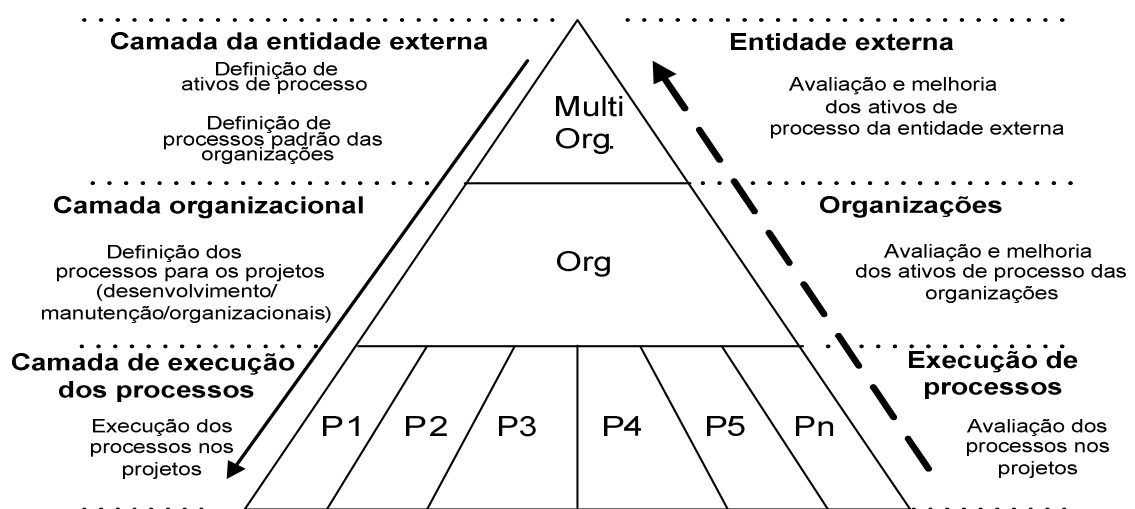 Camada da entidade externa
Definição de
ativos de processo
Definição de
processos padrão das
organizações
Multi
Org.
Entidade externa
Avaliação e melhoria
dos ativos de
processo da entidade externa
Camada organizacional
Definição dos
processos para os projetos
(desenvolvimento/
manutenção/organizacionais)
Org
Organizações
Avaliação e melhoria
dos ativos de processo das
organizações
Camada de execução
dos processos
Execução dos
processos nos
projetos
P1 P2 P3 P4 P5 Pn
Execução de
processos
Avaliação dos
processos nos
projetos